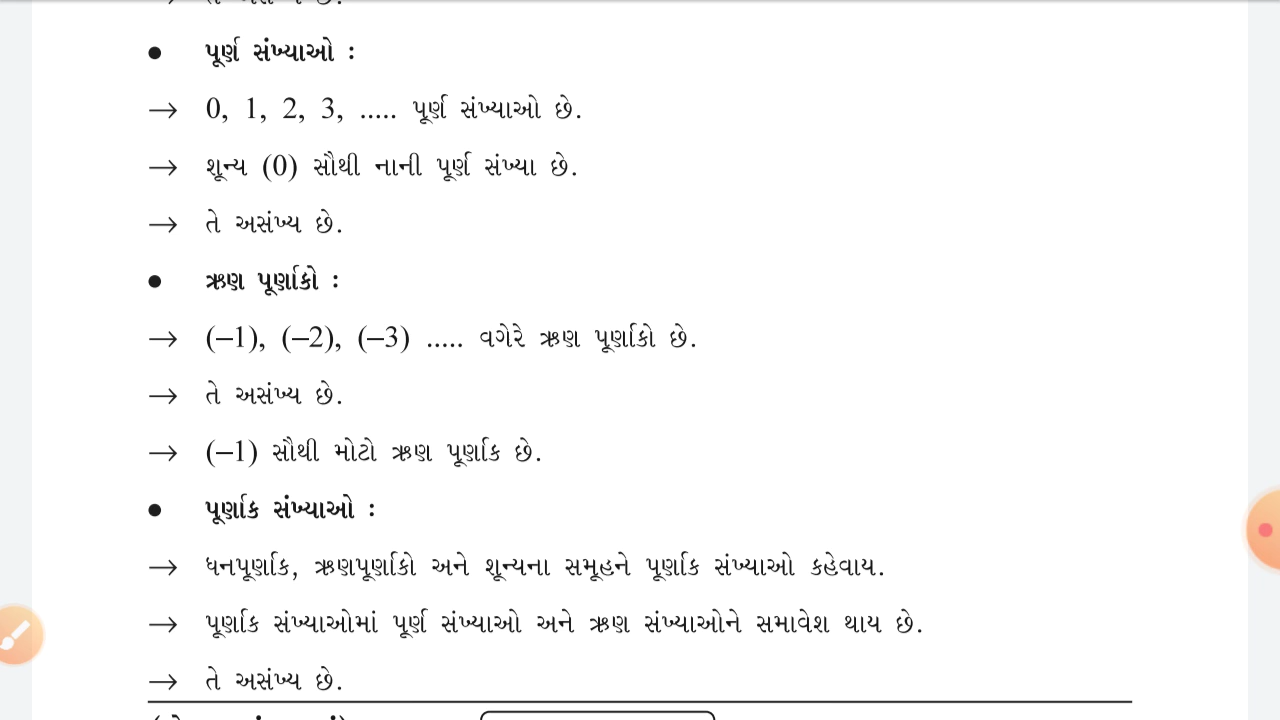 • પૂર્ણ સંખ્યાઓ :
→ 0, 1, 2, 3, ..... પૂર્ણ સંખ્યાઓ છે.
→ શૂન્ય (0) સૌથી નાની પૂર્ણ સંખ્યા છે.
→ તે અસંખ્ય છે.
• ઋણ પૂર્ણાકો :
→ (–1), (–2), (–3) ..... વગેરે ઋણ પૂર્ણાકો છે.
→ તે અસંખ્ય છે.
→ (–1) સૌથી મોટો ઋણ પૂર્ણાક છે.
• પૂર્ણાક સંખ્યાઓ :
→ ધનપૂર્ણાક, ઋણપૂર્ણાકો અને શૂન્યના સમૂહને પૂર્ણાક સંખ્યાઓ કહેવાય.
→ પૂર્ણાક સંખ્યાઓમાં પૂર્ણ સંખ્યાઓ અને ઋણ સંખ્યાઓને સમાવેશ થાય છે.
→ તે અસંખ્ય છે.